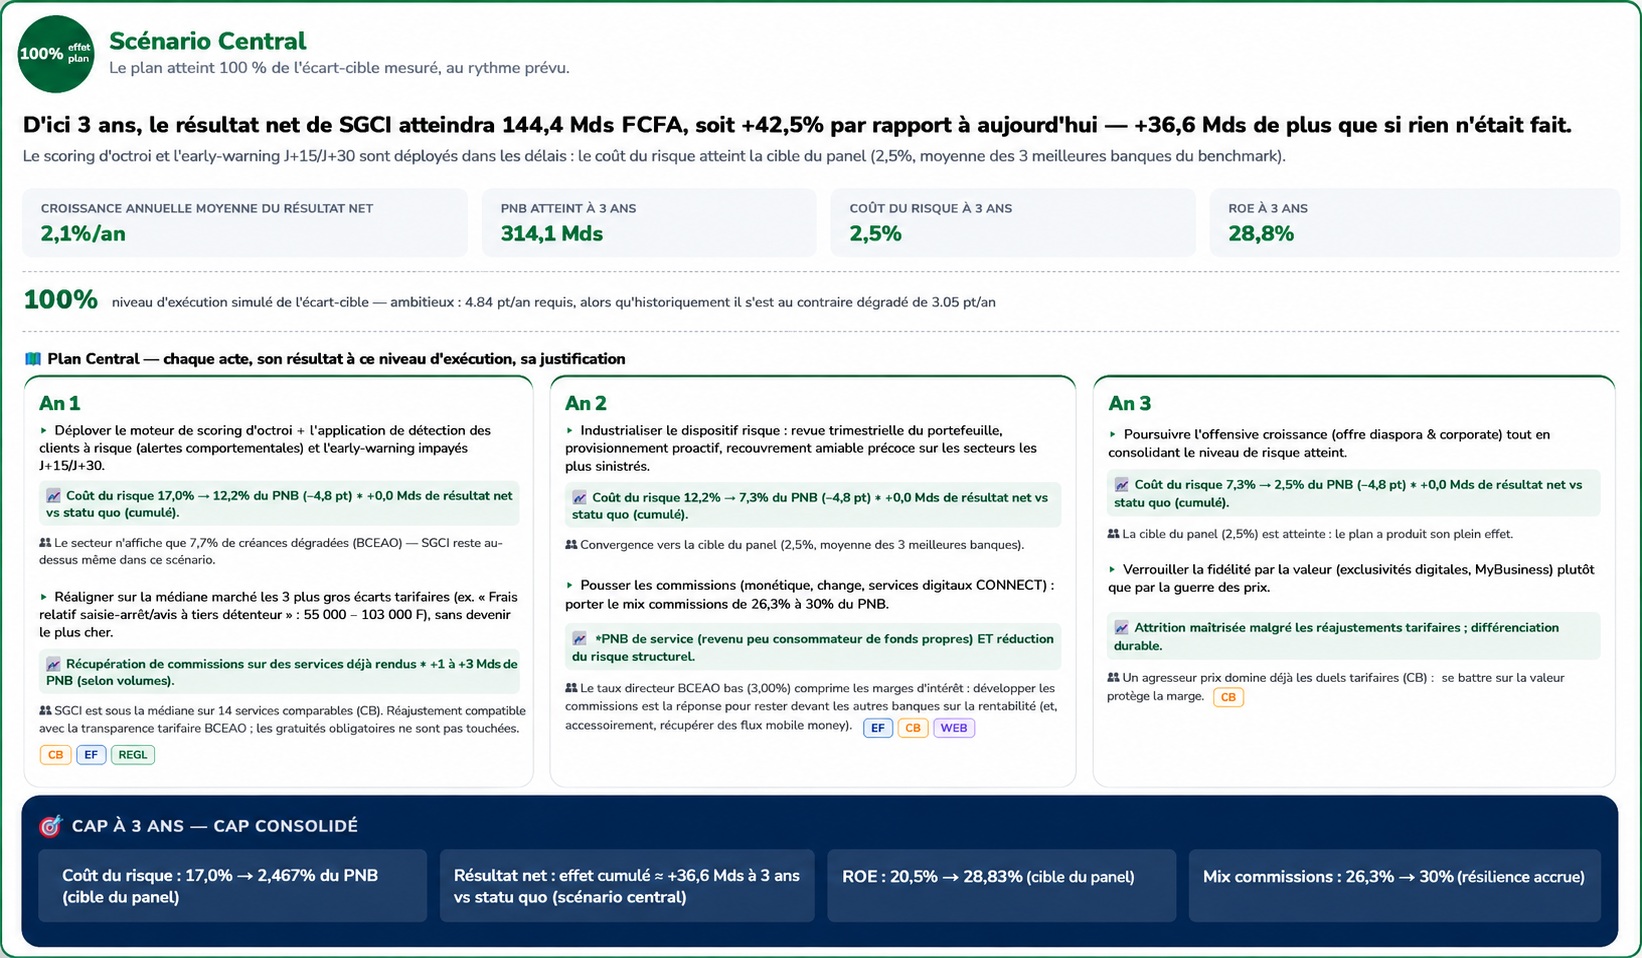 100% effet plan
Scénario Central
Le plan atteint 100 % de l'écart-cible mesuré, au rythme prévu.
D'ici 3 ans, le résultat net de SGCI atteindra 144,4 Mds FCFA, soit +42,5% par rapport à aujourd'hui — +36,6 Mds de plus que si rien n'était fait.
Le scoring d'octroi et l'early-warning J+15/J+30 sont déployés dans les délais : le coût du risque atteint la cible du panel (2,5%, moyenne des 3 meilleures banques du benchmark).
CROISSANCE ANNUELLE MOYENNE DU RÉSULTAT NET
2,1%/an
PNB ATTEINT À 3 ANS
314,1 Mds
COÛT DU RISQUE À 3 ANS
2,5%
ROE À 3 ANS
28,8%
100% niveau d'exécution simulé de l'écart-cible — ambitieux : 4.84 pt/an requis, alors qu'historiquement il s'est au contraire dégradé de 3.05 pt/an
Plan Central — chaque acte, son résultat à ce niveau d'exécution, sa justification
An 1
‣ Déplover le moteur de scoring d'octroi + l'application de détection des
clients à risque (alertes comportementales) et l'early-warning impayés
J+15/J+30.
Coût du risque 17,0% → 12,2% du PNB (−4,8 pt) * +0,0 Mds de résultat net
vs statu quo (cumulé).
Le secteur n'affiche que 7,7% de créances dégradées (BCEAO) — SGCI reste au-
dessus même dans ce scénario.
‣ Réaligner sur la médiane marché les 3 plus gros écarts tarifaires (ex. « Frais
relatif saisie-arrêt/avis à tiers détenteur » : 55 000 – 103 000 F), sans devenir
le plus cher.
Récupération de commissions sur des services déjà rendus * +1 à +3 Mds de
PNB (selon volumes).
SGCI est sous la médiane sur 14 services comparables (CB). Réajustement compatible
avec la transparence tarifaire BCEAO ; les gratuités obligatoires ne sont pas touchées.
CB EF REGL
An 2
‣ Industrialiser le dispositif risque : revue trimestrielle du portefeuille,
provisionnement proactif, recouvrement amiable précoce sur les secteurs les
plus sinistrés.
Coût du risque 12,2% → 7,3% du PNB (−4,8 pt) * +0,0 Mds de résultat net vs
statu quo (cumulé).
Convergence vers la cible du panel (2,5%, moyenne des 3 meilleures banques).
‣ Pousser les commissions (monétique, change, services digitaux CONNECT) :
porter le mix commissions de 26,3% à 30% du PNB.
*PNB de service (revenu peu consommateur de fonds propres) ET réduction
du risque structurel.
Le taux directeur BCEAO bas (3,00%) comprime les marges d'intérêt : développer les
commissions est la réponse pour rester devant les autres banques sur la rentabilité (et,
accessoirement, récupérer des flux mobile money). EF CB WEB
An 3
‣ Poursuivre l'offensive croissance (offre diaspora & corporate) tout en
consolidant le niveau de risque atteint.
Coût du risque 7,3% → 2,5% du PNB (−4,8 pt) * +0,0 Mds de résultat net vs
statu quo (cumulé).
La cible du panel (2,5%) est atteinte : le plan a produit son plein effet.
‣ Verrouiller la fidélité par la valeur (exclusivités digitales, MyBusiness) plutôt
que par la guerre des prix.
Attrition maîtrisée malgré les réajustements tarifaires ; différenciation
durable.
Un agresseur prix domine déjà les duels tarifaires (CB) : se battre sur la valeur
protège la marge. CB
CAP À 3 ANS — CAP CONSOLIDÉ
Coût du risque : 17,0% → 2,467% du PNB
(cible du panel)
Résultat net : effet cumulé ≈ +36,6 Mds à 3 ans
vs statu quo (scénario central)
ROE : 20,5% → 28,83% (cible du panel)
Mix commissions : 26,3% → 30% (résilience accrue)